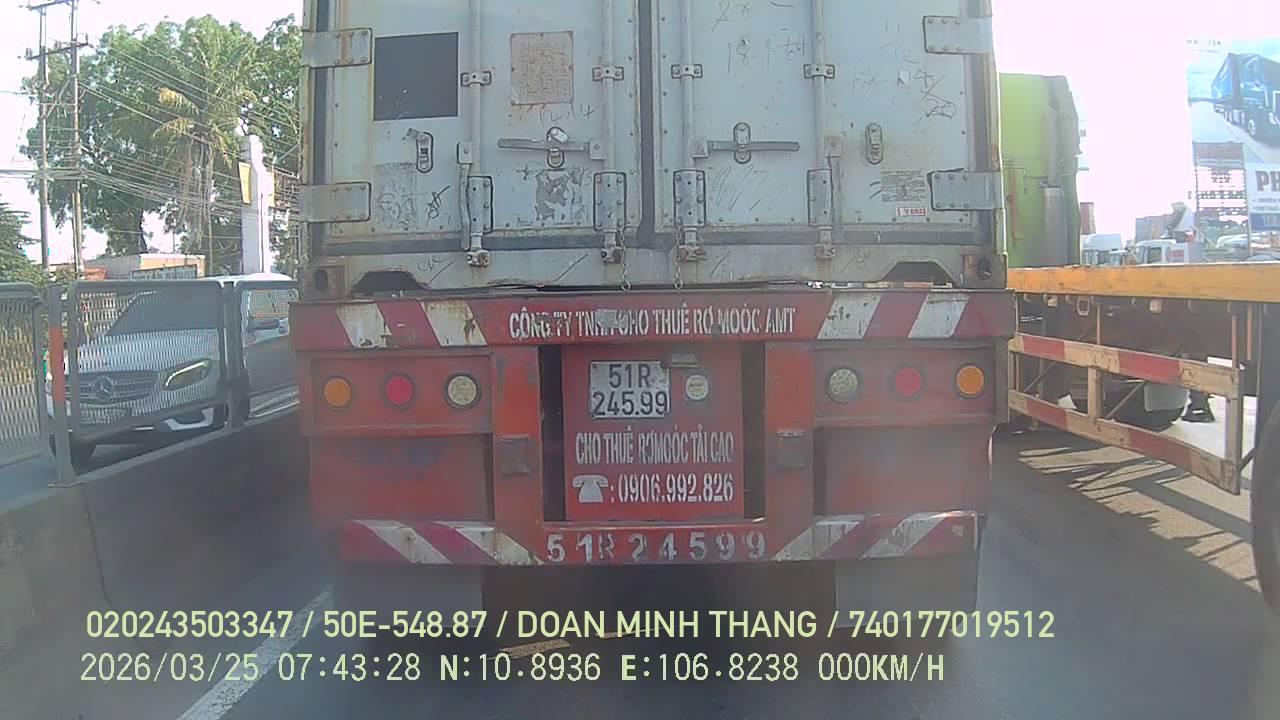 CÔNG TY TNHH CHO THUÊ RƠ MOÓC AMT
51R
245.99
CHO THUÊ RƠMOÓC TẢI CAO
:0906.992.826
51R24599
PH
020243503347 / 50E-548.87 / DOAN MINH THANG / 740177019512
2026/03/25 07:43:28 N:10.8936 E:106.8238 000KM/H